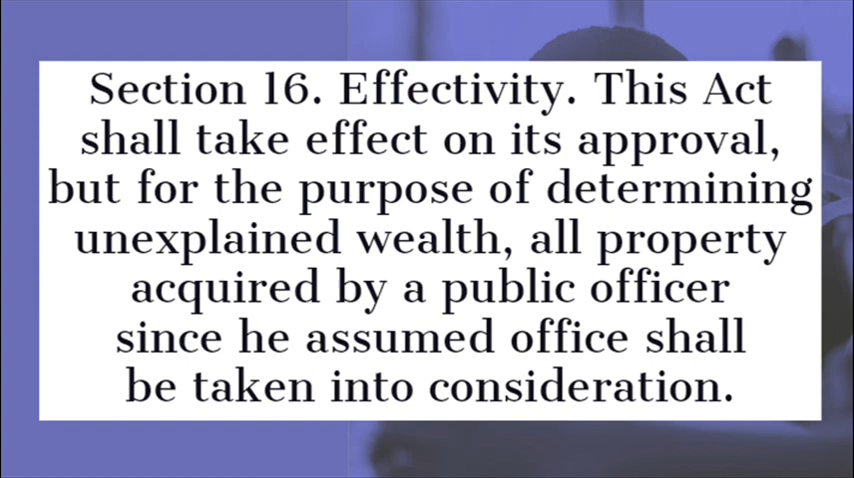 Section 16. Effectivity. This Act
shall take effect on its approval,
but for the purpose of determining
unexplained wealth, all property
acquired by a public officer
since he assumed office shall
be taken into consideration.